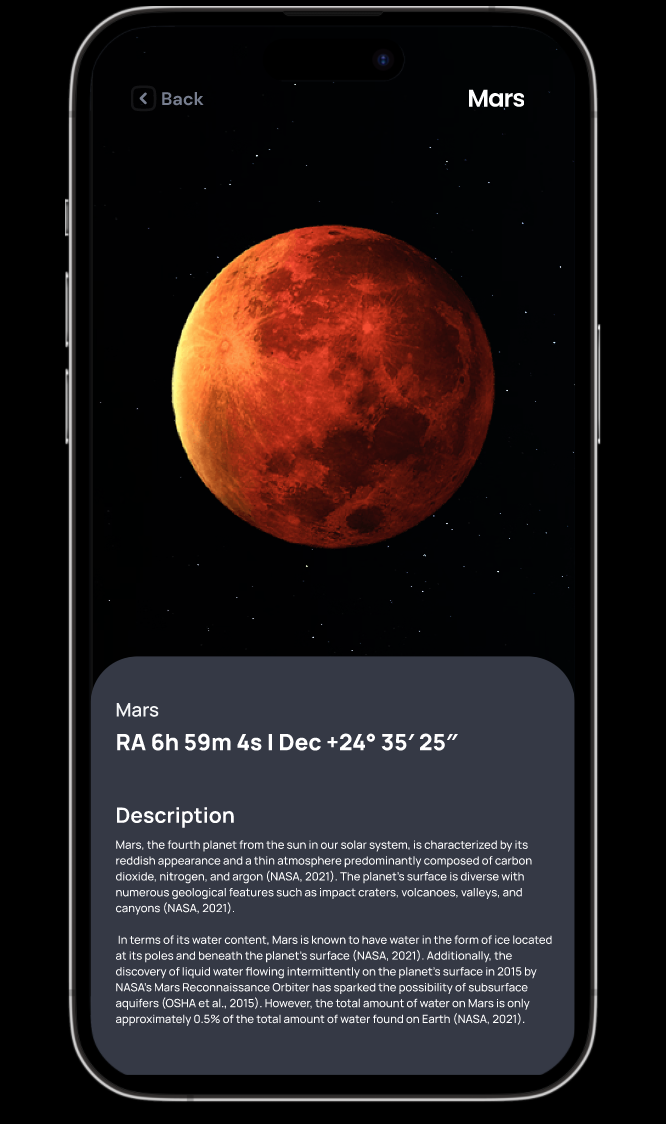 Back
Mars
Mars
RA 6h 59m 4s | Dec +24° 35′ 25″
Description
Mars, the fourth planet from the sun in our solar system, is characterized by its
reddish appearance and a thin atmosphere predominantly composed of carbon
dioxide, nitrogen, and argon (NASA, 2021). The planet's surface is diverse with
numerous geological features such as impact craters, volcanoes, valleys, and
canyons (NASA, 2021).
In terms of its water content, Mars is known to have water in the form of ice located
at its poles and beneath the planet's surface (NASA, 2021). Additionally, the
discovery of liquid water flowing intermittently on the planet's surface in 2015 by
NASA's Mars Reconnaissance Orbiter has sparked the possibility of subsurface
aquifers (OSHA et al., 2015). However, the total amount of water on Mars is only
approximately 0.5% of the total amount of water found on Earth (NASA, 2021).